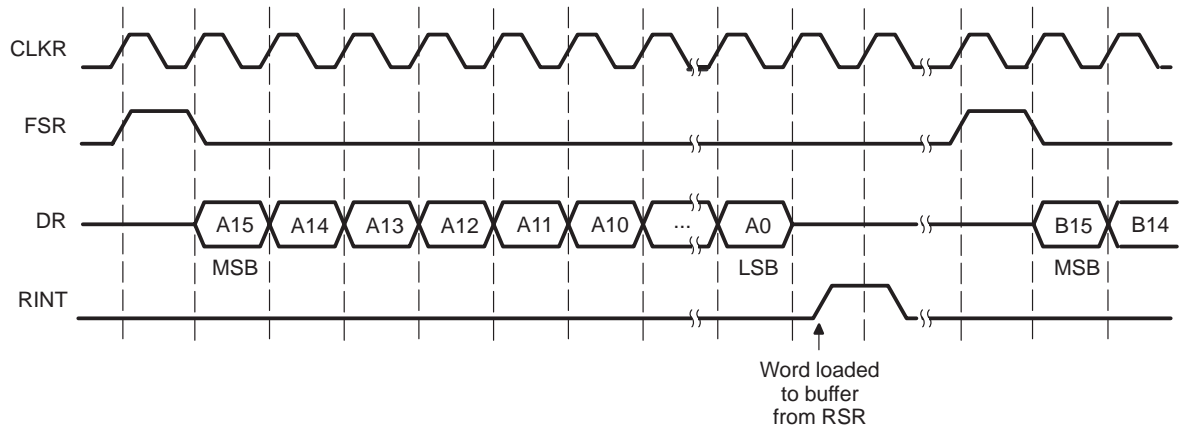 CLKR
FSR
DR
A15 A14 A13 A12 A11 A10 ... A0 B15 B14
MSB LSB MSB
RINT
Word loaded
to buffer
from RSR